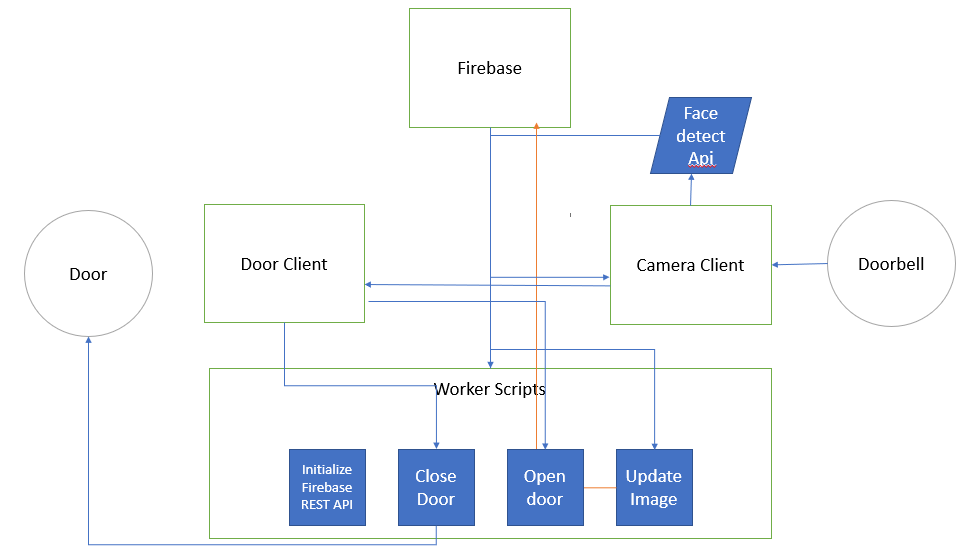 Firebase
Face
detect
Api
Door
Door Client
Camera Client
Doorbell
Worker Scripts
Initialize
Firebase
REST API
Close
Door
Open
door
Update
Image